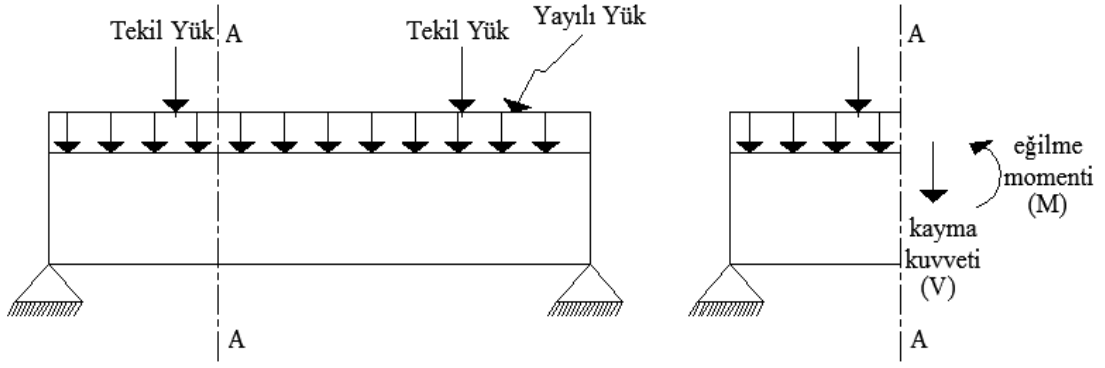 Tekil Yük
A
Tekil Yük
Yayılı Yük
A
A
eğilme
momenti
(M)
kayma
kuvveti
(V)
A